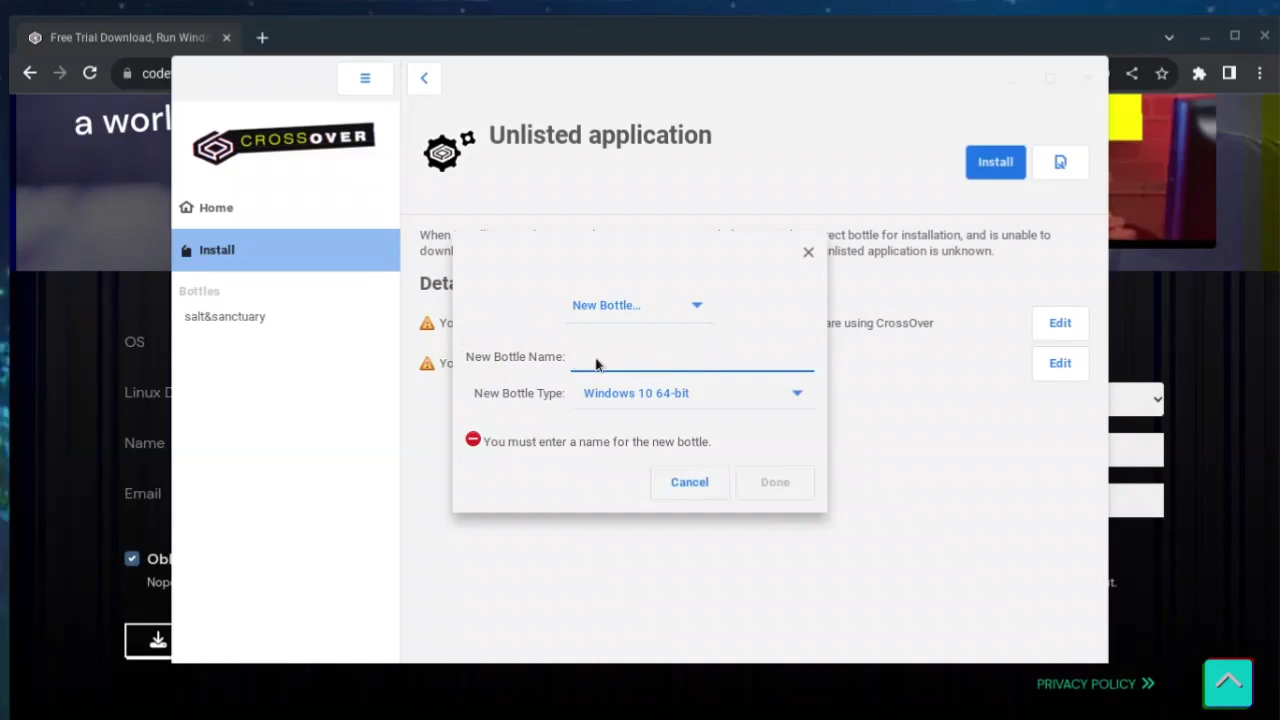 Free Trial Download, Run Wind
code
a worl
CROSSOVER
Unlisted application
Install
Home
Install
Bottles
salt&sanctuary
When
rect bottle for installation, and is unable to
downl
nlisted application is unknown.
Deta
New Bottle...
Yo
are using CrossOver
Edit
Yo
Edit
New Bottle Name:
New Bottle Type:
Windows 10 64-bit
You must enter a name for the new bottle.
Cancel
Done
OS
Linux D
Name
Email
Obl
Nope
t.
PRIVACY POLICY